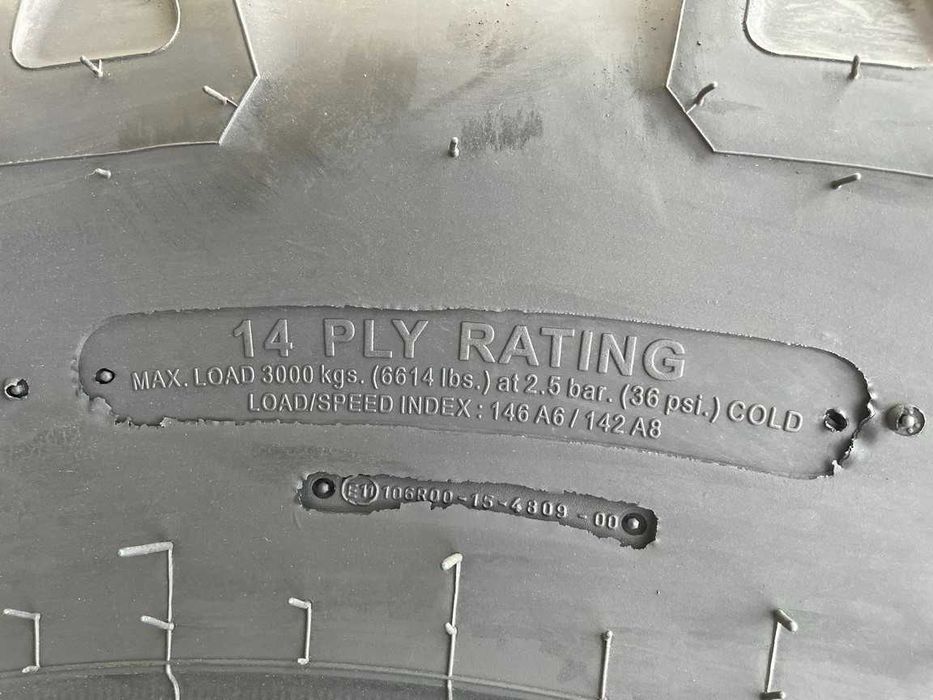 14 PLY RATING
MAX. LOAD 3000 kgs. (6614 lbs.) at 2.5 bar. (36 psi.) COLD
LOAD/SPEED INDEX : 146 A6 / 142 A8
E11 106R00-15-4809-00